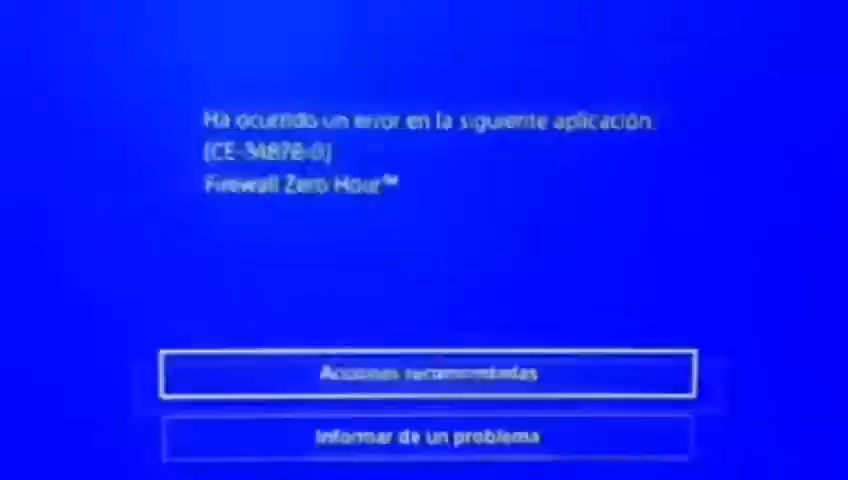 Ha ocurrido un error en la siguiente aplicación.
(CE-34878-0)
Firewall Zero Hour™
Acciones recomendadas
Informar de un problema